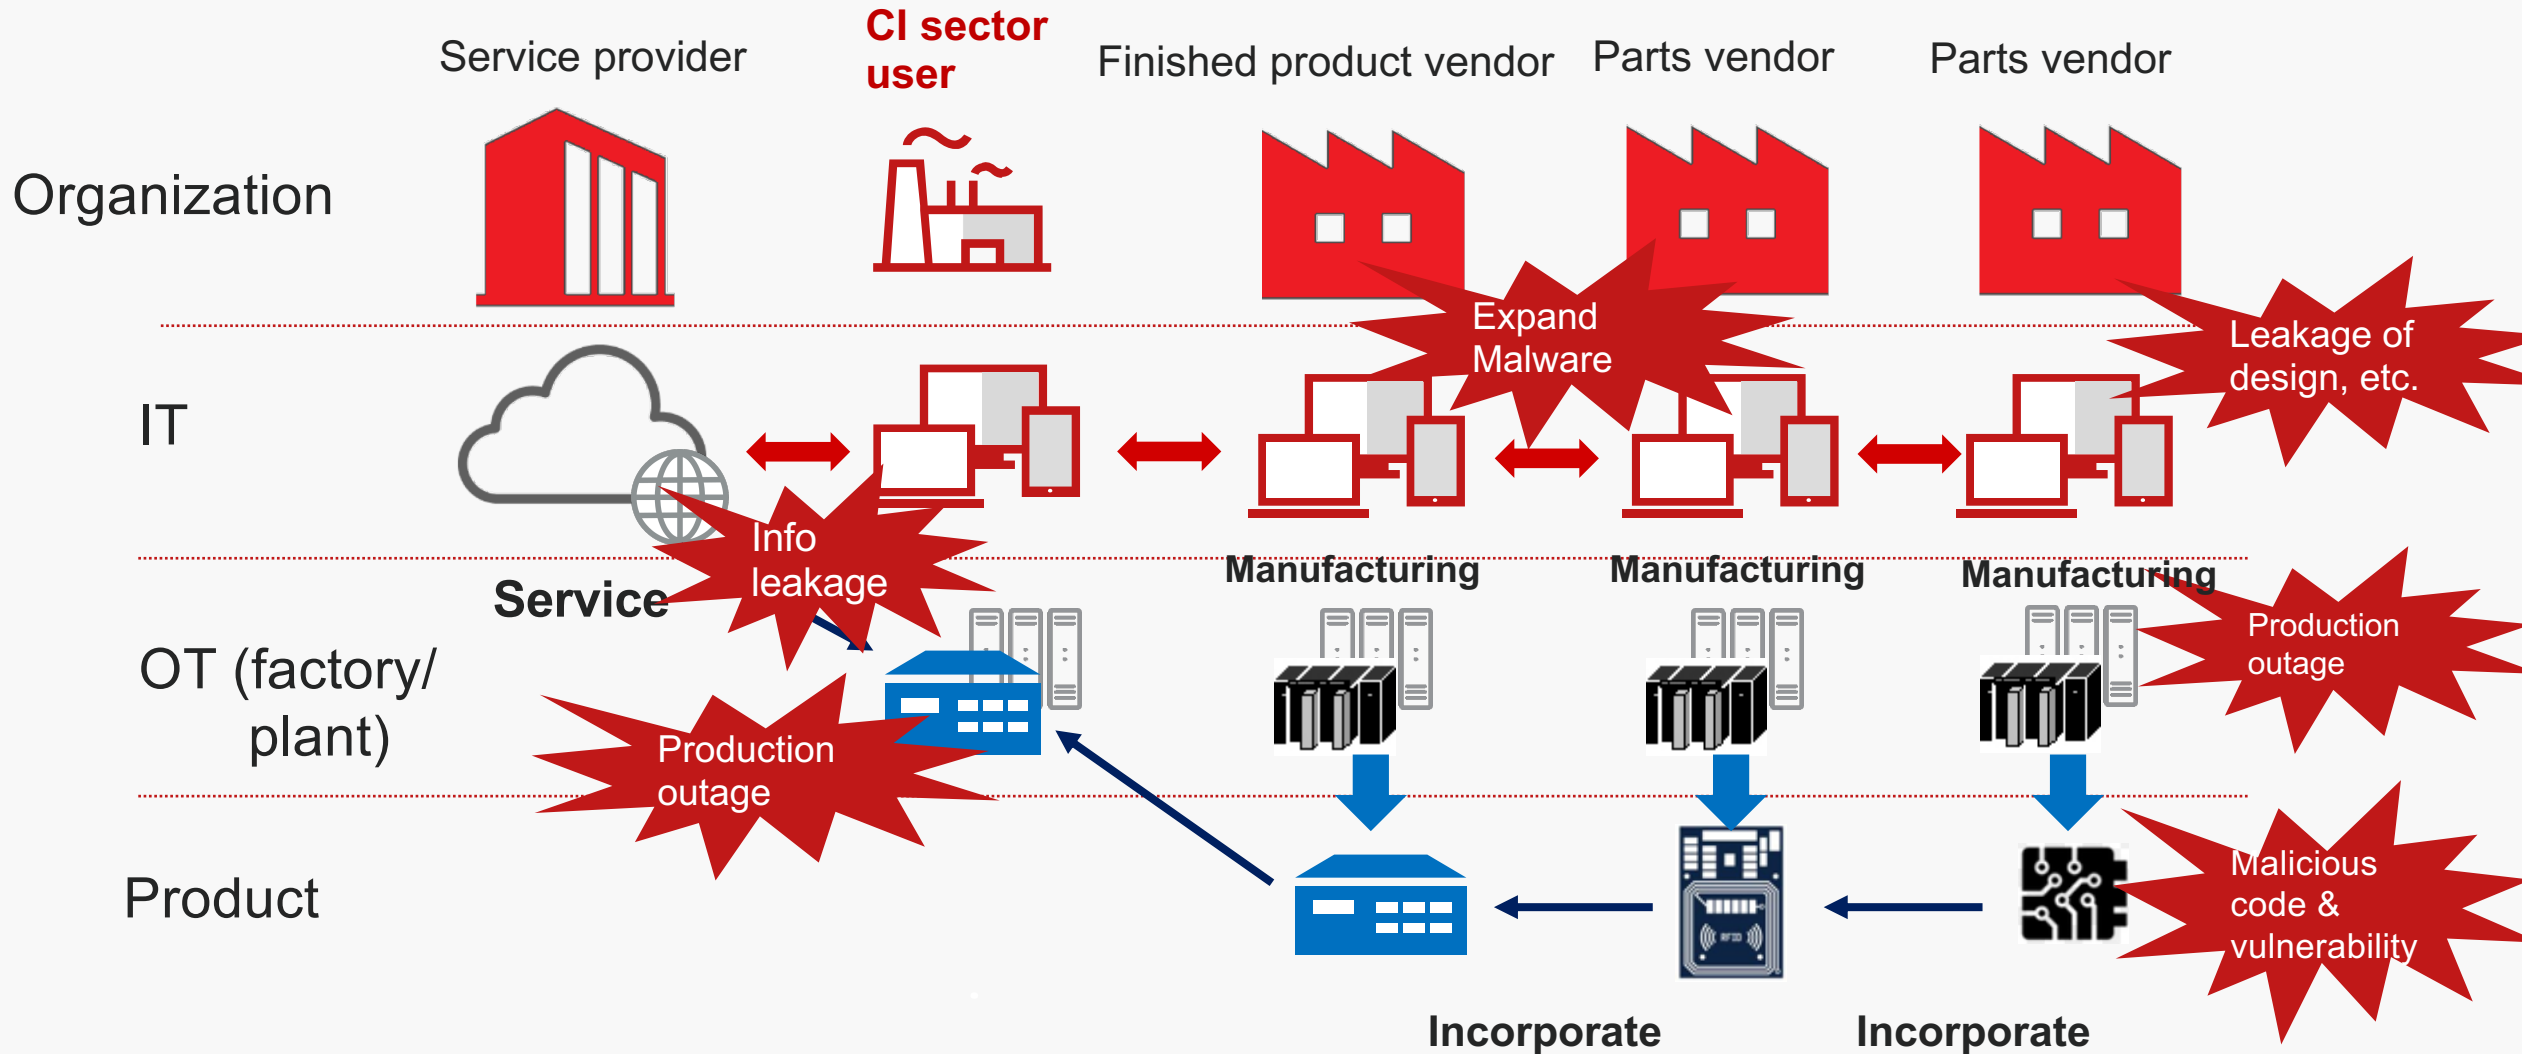 Service provider
CI sector
user
Finished product vendor
Parts vendor
Parts vendor
Organization
Expand
Malware
Leakage of
design, etc.
IT
Info
leakage
Manufacturing
Manufacturing
Manufacturing
Service
OT (factory/
plant)
Production
outage
Production
outage
Product
RFID
Malicious
code &
vulnerability
Incorporate
Incorporate